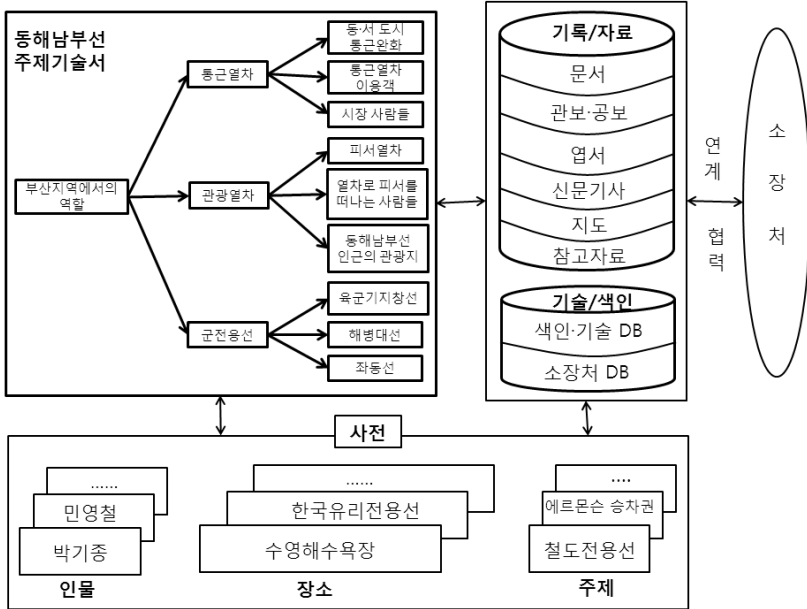 동해남부선
주제기술서
부산지역에서의
역할
통근열차
동·서 도시
통근완화
통근열차
이용객
시장 사람들
관광열차
피서열차
열차로 피서를
떠나는 사람들
동해남부선
인근의 관광지
군전용선
육군기지창선
해병대선
좌동선
기록/자료
문서
관보·공보
엽서
신문기사
지도
참고자료
기술/색인
색인·기술 DB
소장처 DB
연계
협력
소장처
사전
......
민영철
박기종
인물
......
한국유리전용선
수영해수욕장
장소
....
에르몬슨 승차권
철도전용선
주제